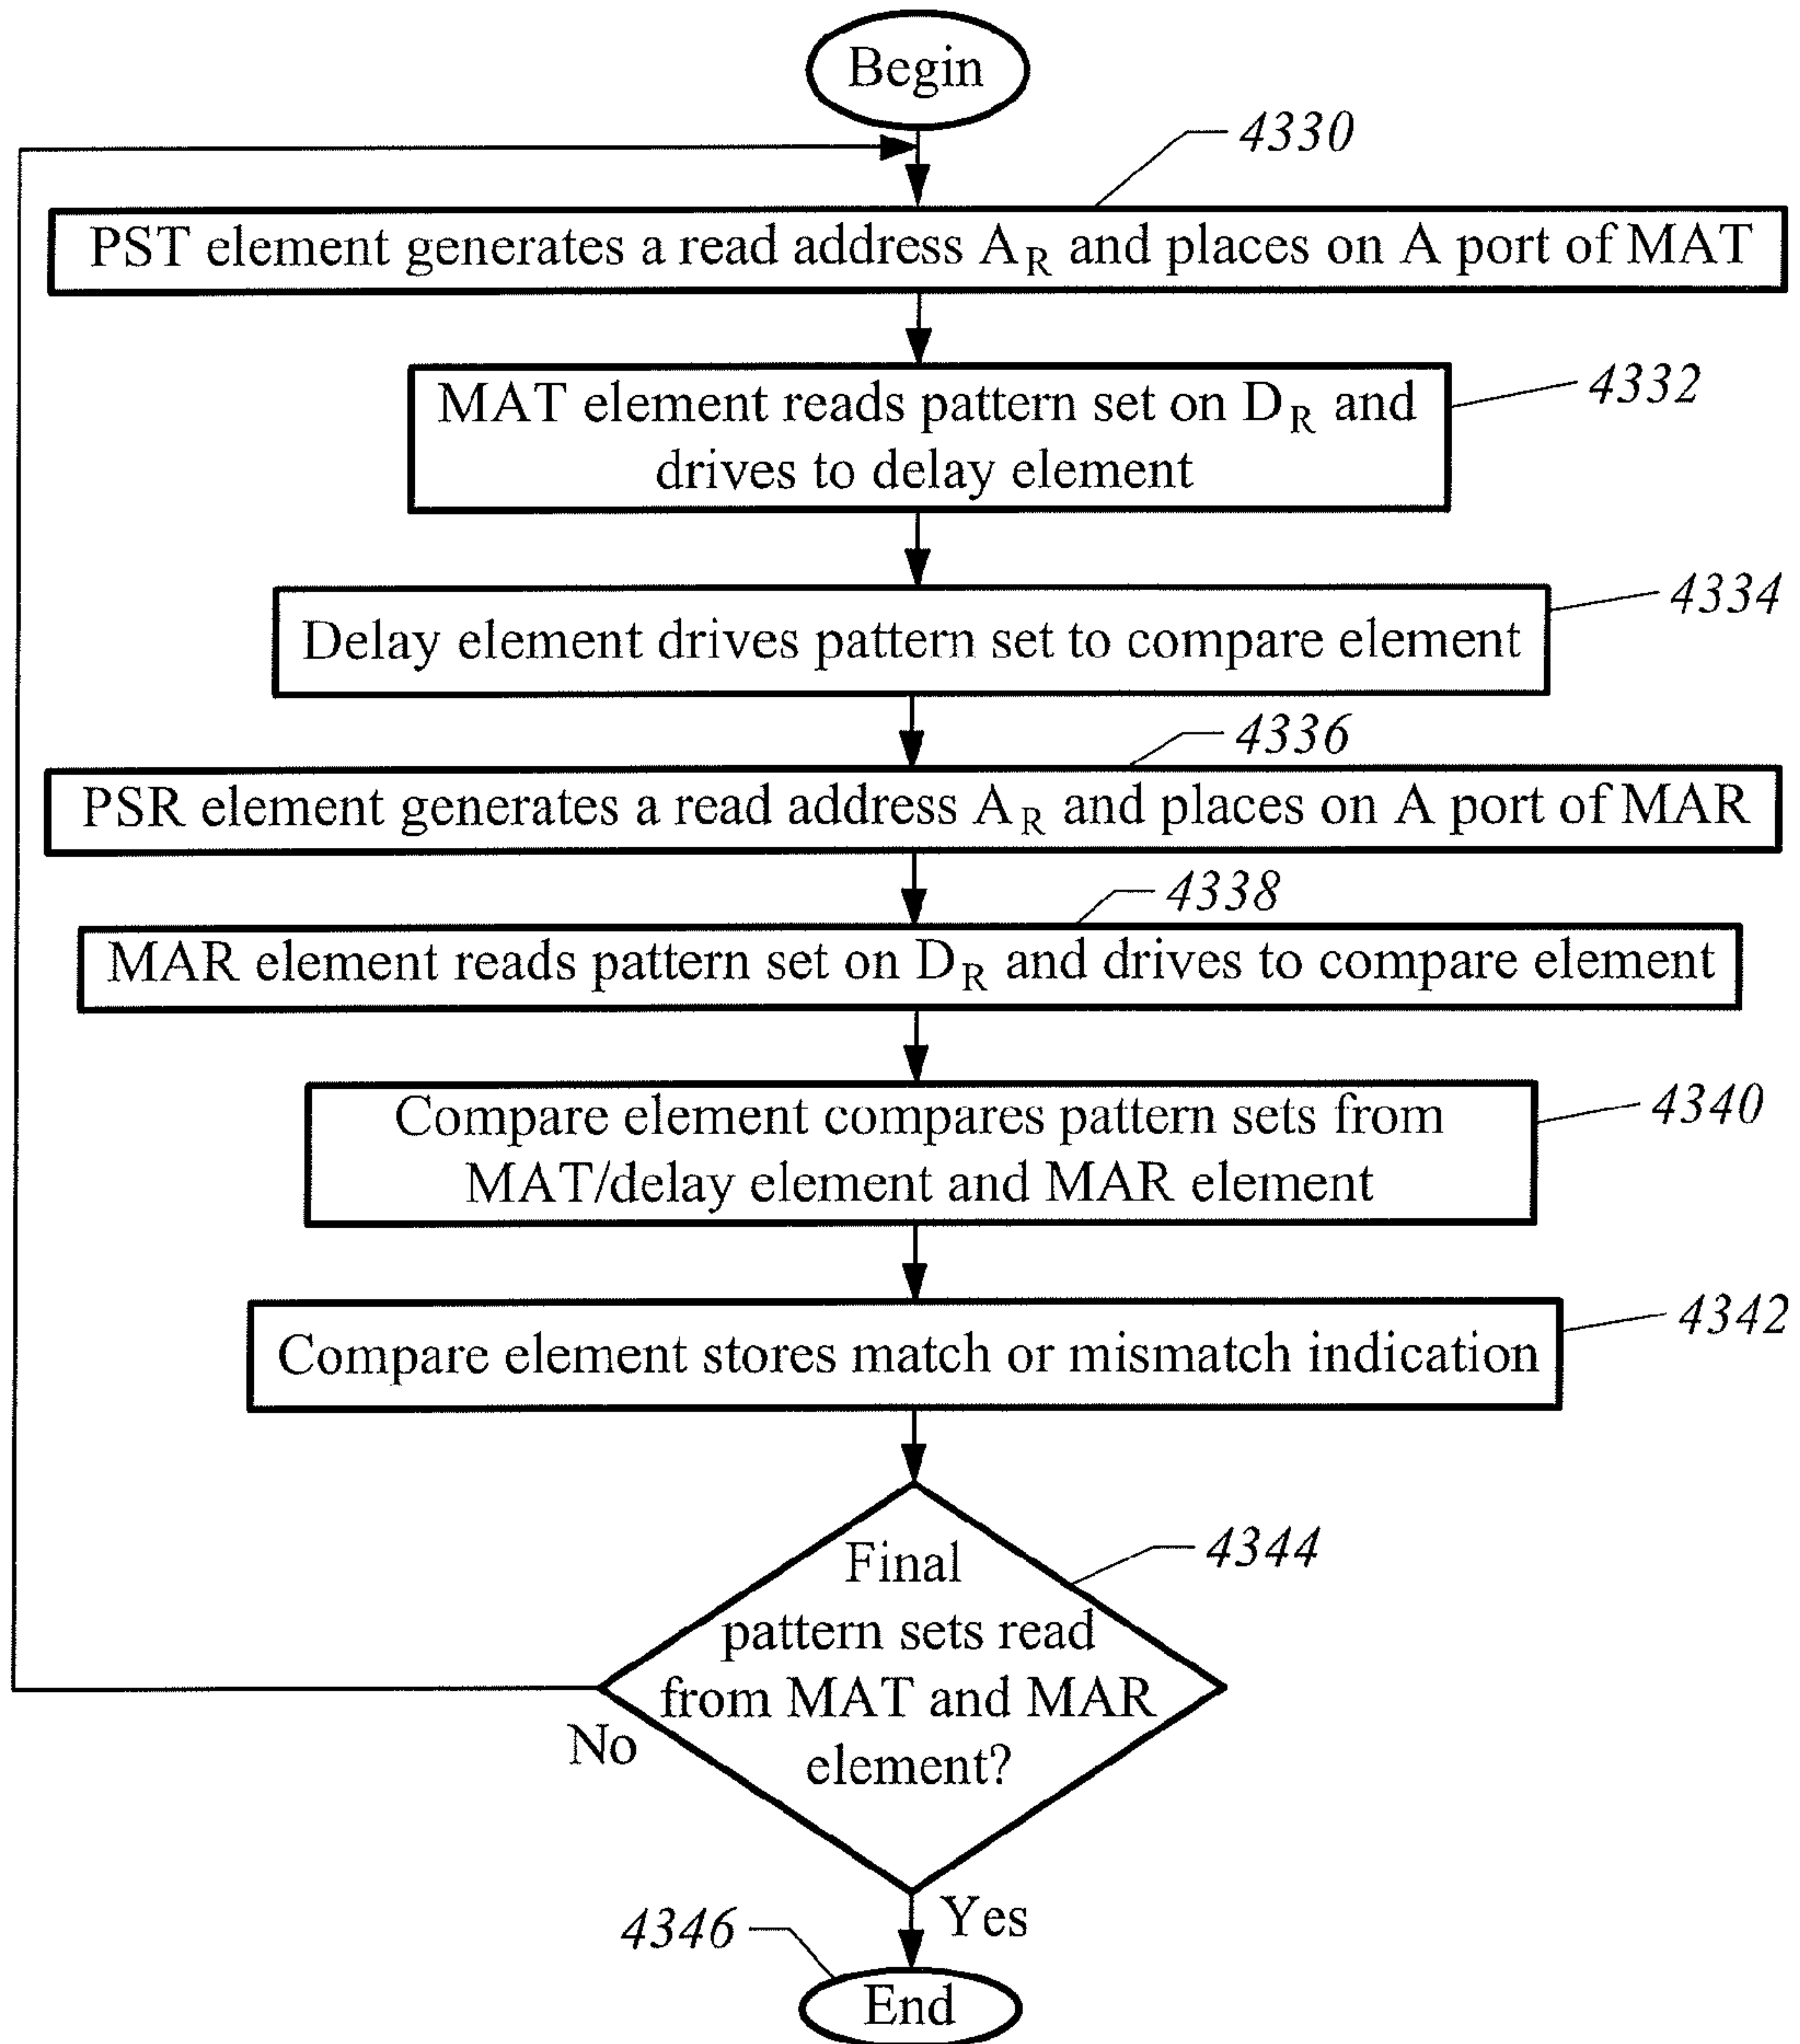 Begin
4330
PST element generates a read address A_R and places on A port of MAT
4332
MAT element reads pattern set on D_R and
drives to delay element
4334
Delay element drives pattern set to compare element
4336
PSR element generates a read address A_R and places on A port of MAR
4338
MAR element reads pattern set on D_R and drives to compare element
4340
Compare element compares pattern sets from
MAT/delay element and MAR element
4342
Compare element stores match or mismatch indication
4344
Final
pattern sets read
from MAT and MAR
element?
No
Yes
4346
End